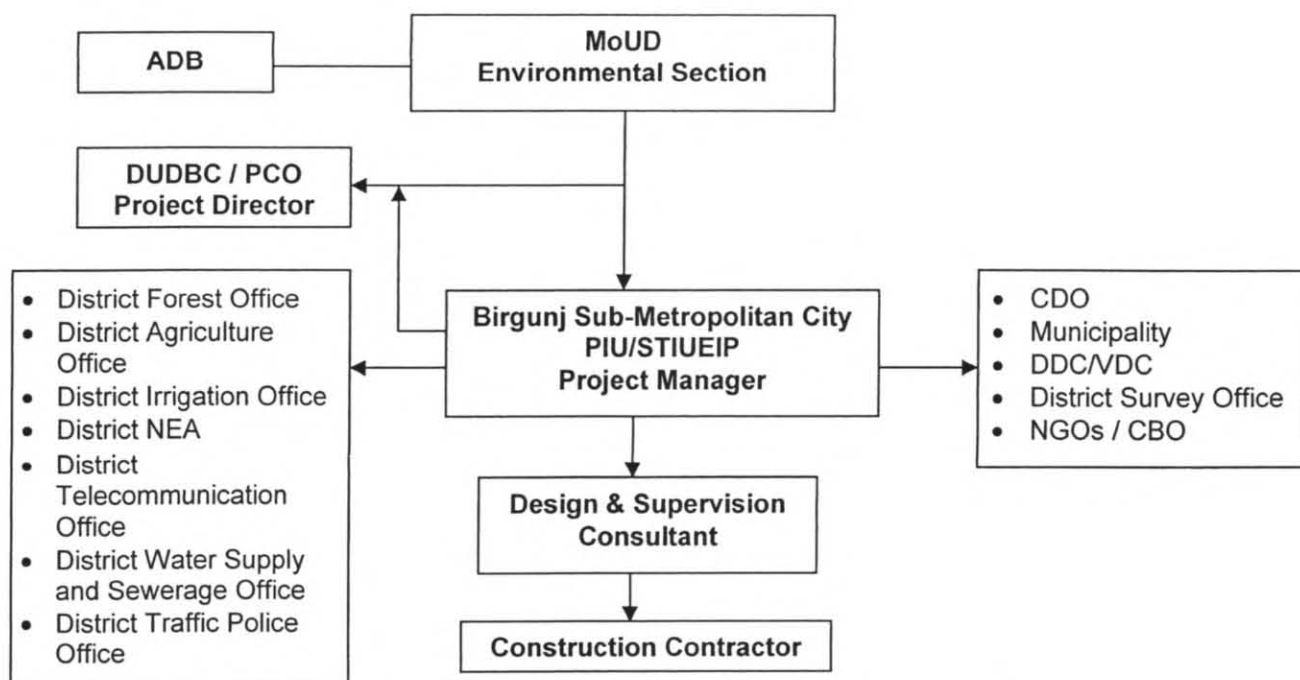 ADB
MoUD
Environmental Section
DUDBC / PCO
Project Director
• District Forest Office
• District Agriculture
Office
• District Irrigation Office
• District NEA
• District
Telecommunication
Office
• District Water Supply
and Sewerage Office
• District Traffic Police
Office
Birgunj Sub-Metropolitan City
PIU/STIUEIP
Project Manager
• CDO
• Municipality
• DDC/VDC
• District Survey Office
• NGOs / CBO
Design & Supervision
Consultant
Construction Contractor